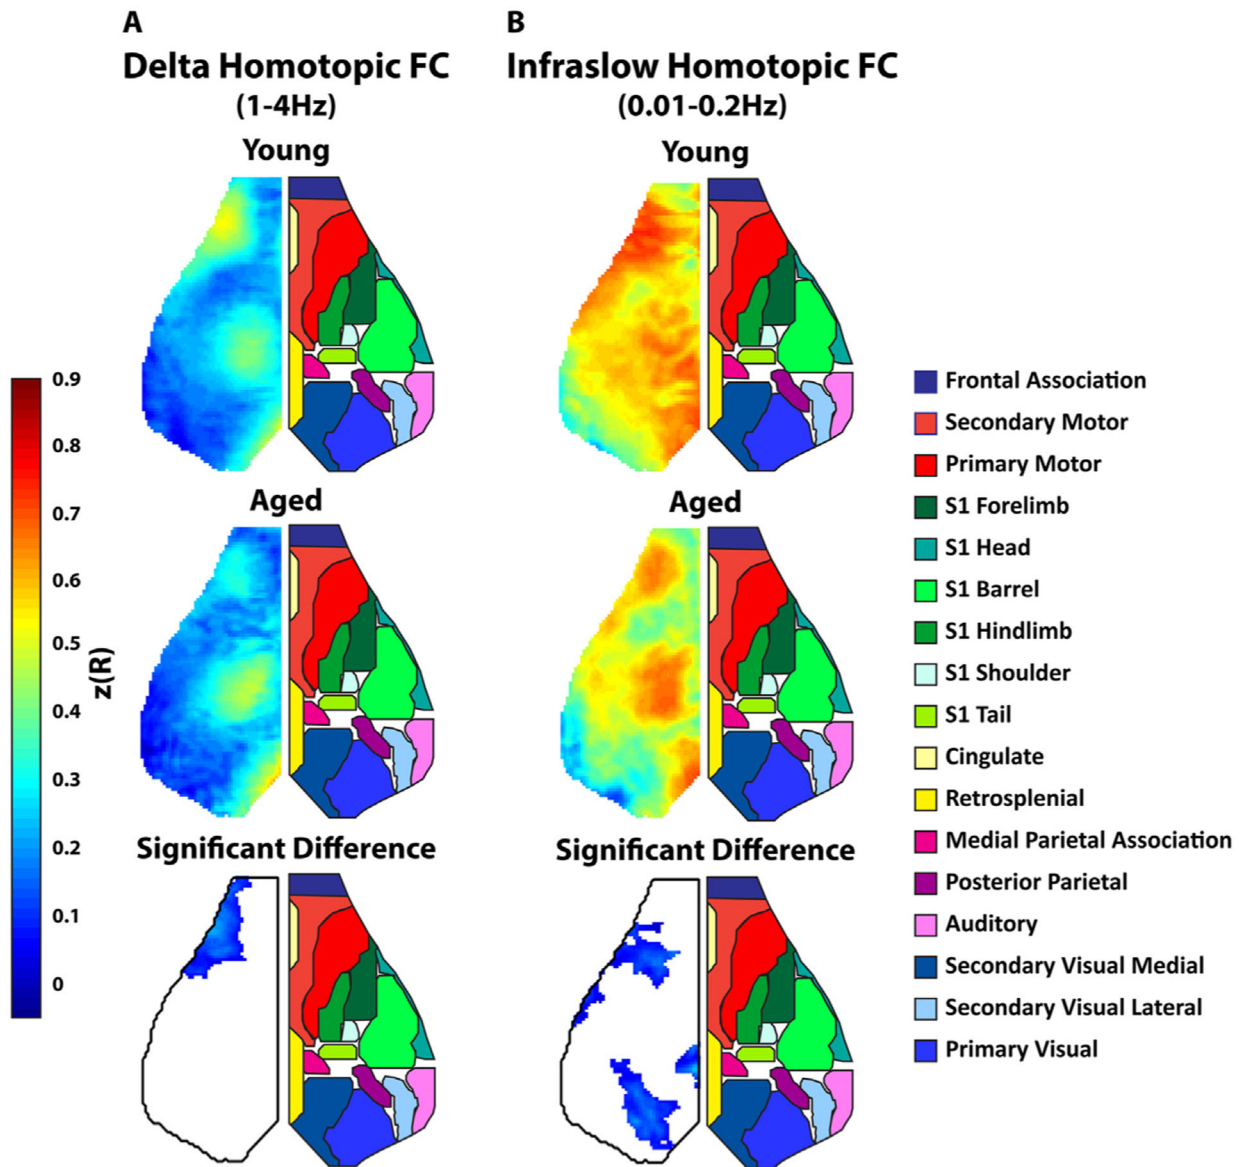 A
Delta Homotopic FC
(1-4Hz)
Young
B
Infraslow Homotopic FC
(0.01-0.2Hz)
Young
Aged
Aged
Significant Difference
Significant Difference
0.9
0.8
0.7
0.6
0.5
0.4
0.3
0.2
0.1
0
z(R)
Frontal Association
Secondary Motor
Primary Motor
S1 Forelimb
S1 Head
S1 Barrel
S1 Hindlimb
S1 Shoulder
S1 Tail
Cingulate
Retrosplenial
Medial Parietal Association
Posterior Parietal
Auditory
Secondary Visual Medial
Secondary Visual Lateral
Primary Visual